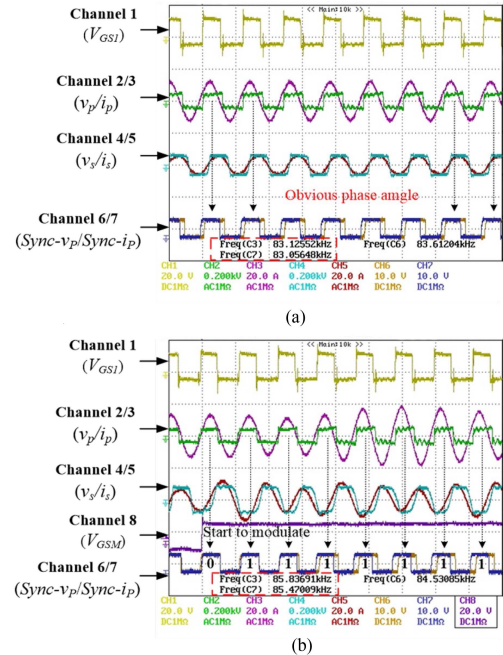 << Main:10k >>
Channel 1
(VGS1)
Channel 2/3
(vp/ip)
Channel 4/5
(vs/is)
Obvious phase amgle
Channel 6/7
(Sync-vP/Sync-iP)
Freq(C3) 83.12552kHz Freq(C6) 83.61204kHz
Freq(C7) 83.05648kHz
CH1 CH2 CH3 CH4 CH5 CH6 CH7
20.0 V 0.200kV 20.0 A 0.200kV 20.0 A 10.0 V 10.0 V
DC1MΩ AC1MΩ AC1MΩ AC1MΩ AC1MΩ DC1MΩ DC1MΩ
(a)
<< Main:10k >>
Channel 1
(VGS1)
Channel 2/3
(vp/ip)
Channel 4/5
(vs/is)
Channel 8
(VGSM)
Start to modulate
Channel 6/7
(Sync-vP/Sync-iP)
0 1 1 1 1 1 1 1
Freq(C3) 85.83691kHz Freq(C6) 84.53085kHz
Freq(C7) 85.47009kHz
CH1 CH2 CH3 CH4 CH5 CH6 CH7 CH8
20.0 V 0.200kV 20.0 A 0.200kV 20.0 A 10.0 V 10.0 V 20.0 V
DC1MΩ AC1MΩ AC1MΩ AC1MΩ AC1MΩ DC1MΩ DC1MΩ DC1MΩ
(b)